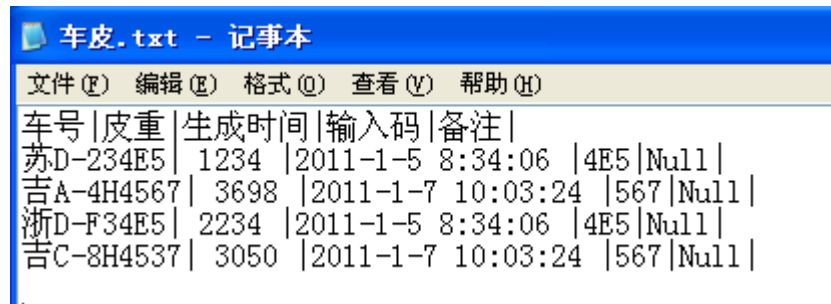 车皮.txt - 记事本
文件(F) 编辑(E) 格式(O) 查看(V) 帮助(H)
车号|皮重|生成时间|输入码|备注|
苏D-234E5| 1234 |2011-1-5 8:34:06 |4E5|Null|
吉A-4H4567| 3698 |2011-1-7 10:03:24 |567|Null|
浙D-F34E5| 2234 |2011-1-5 8:34:06 |4E5|Null|
吉C-8H4537| 3050 |2011-1-7 10:03:24 |567|Null|